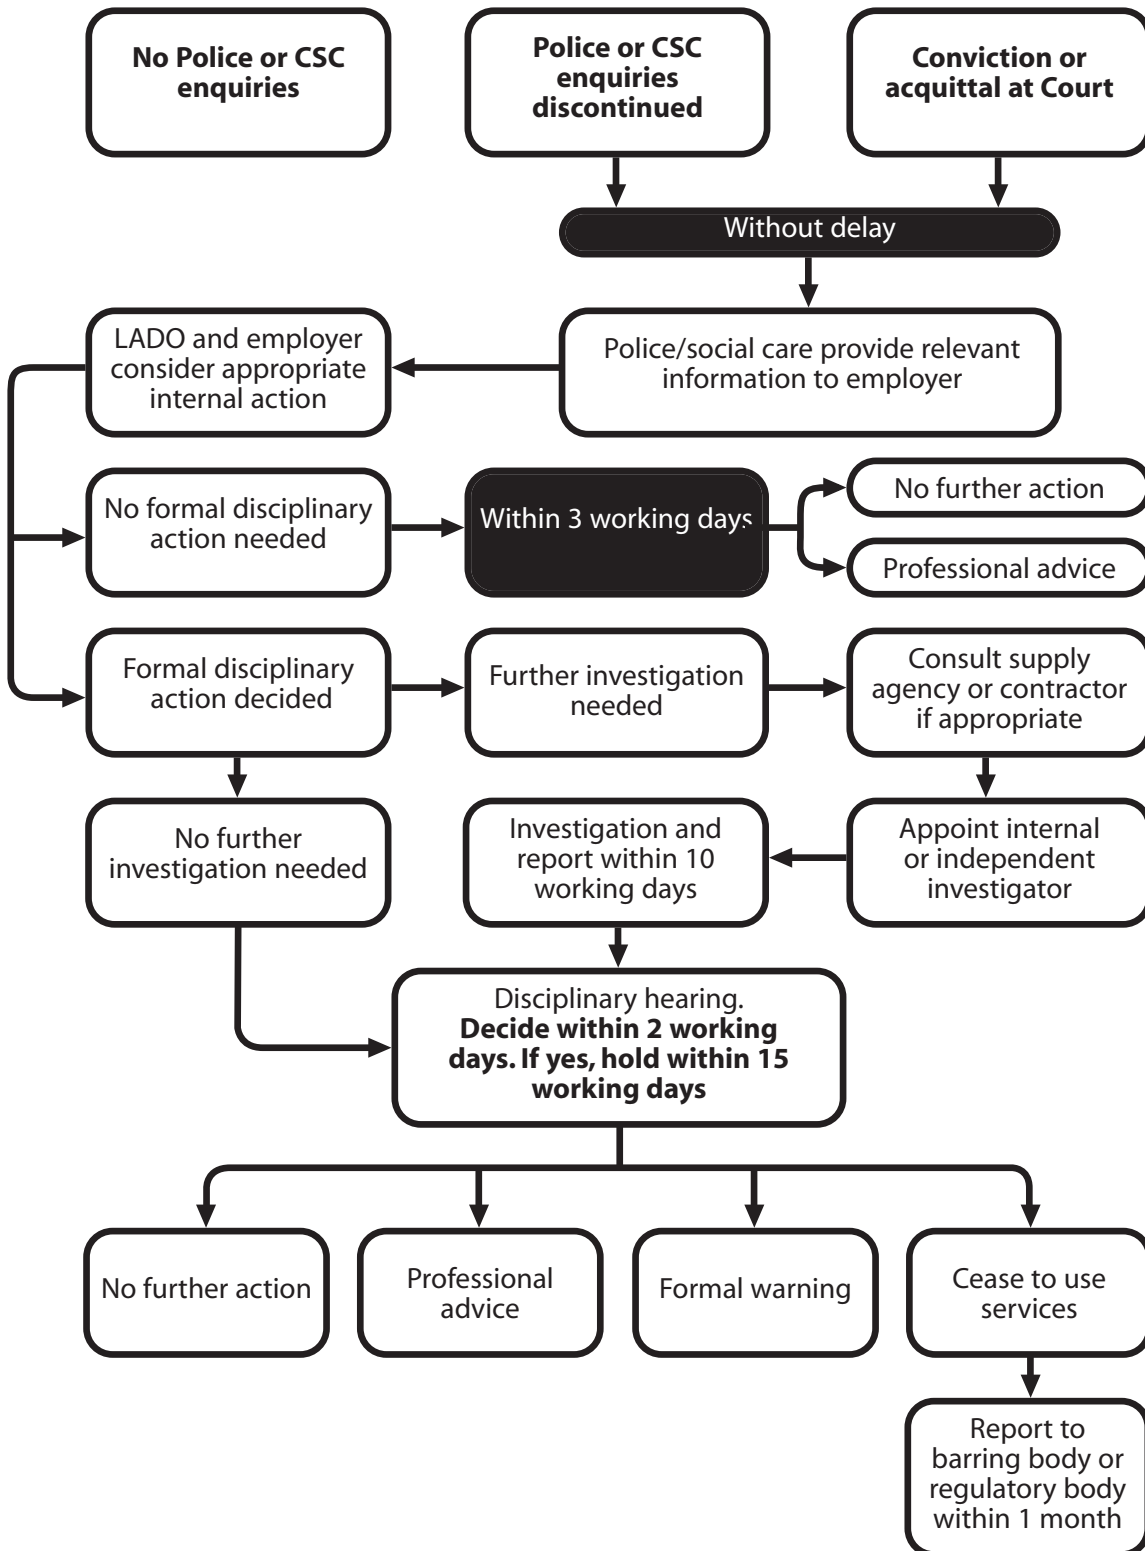 No Police or CSC
enquiries
Police or CSC
enquiries
discontinued
Conviction or
acquittal at Court
Without delay
LADO and employer
consider appropriate
internal action
Police/social care provide relevant
information to employer
No formal disciplinary
action needed
Within 3 working days
No further action
Professional advice
Formal disciplinary
action decided
Further investigation
needed
Consult supply
agency or contractor
if appropriate
No further
investigation needed
Investigation and
report within 10
working days
Appoint internal
or independent
investigator
Disciplinary hearing.
Decide within 2 working
days. If yes, hold within 15
working days
No further action
Professional
advice
Formal warning
Cease to use
services
Report to
barring body or
regulatory body
within 1 month